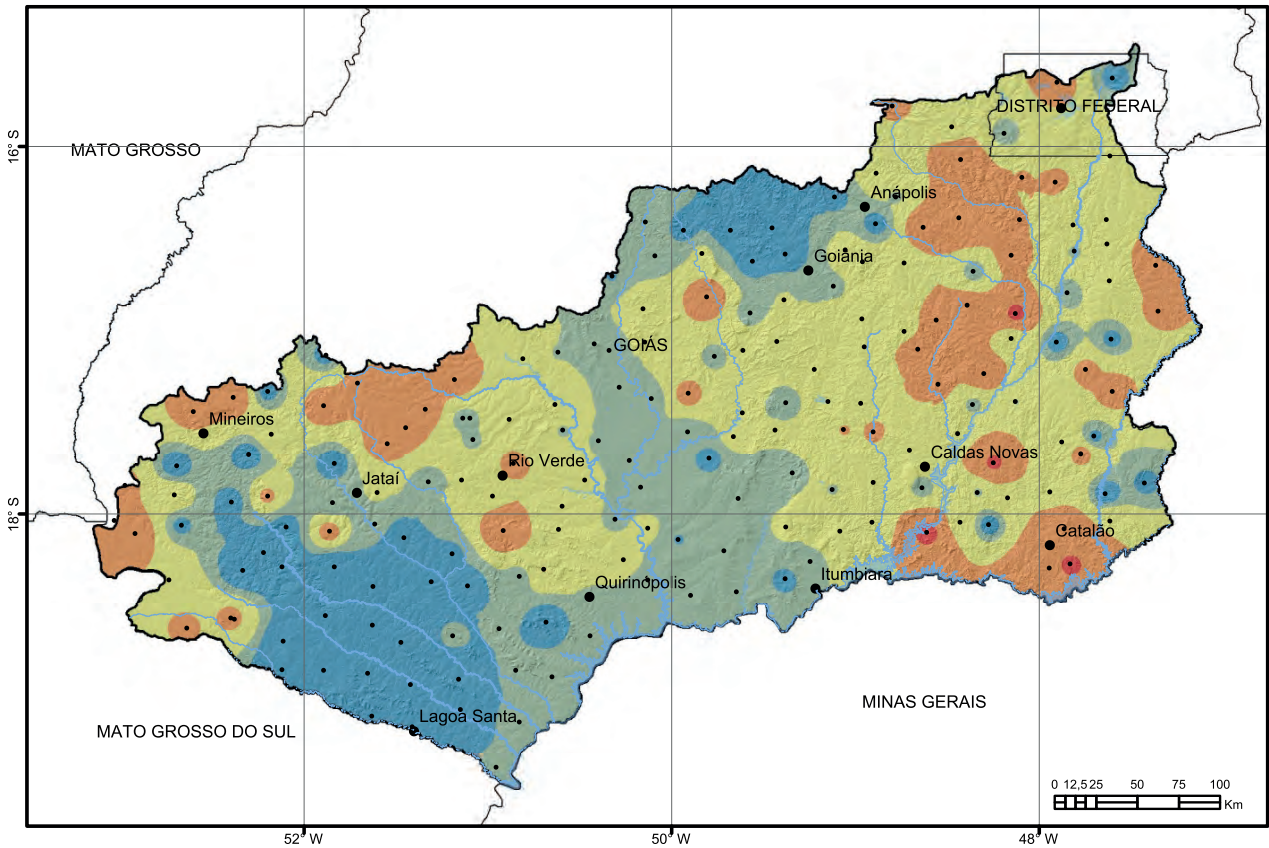 DISTRITO FEDERAL
MATO GROSSO
16° S
Anápolis
Goiânia
GOIÁS
Mineiros
Caldas Novas
Rio Verde
Jataí
18° S
Catalão
Quirinópolis
Itumbiara
MINAS GERAIS
Lagoa Santa
MATO GROSSO DO SUL
0 12,5 25 50 75 100
Km
52° W 50° W 48° W